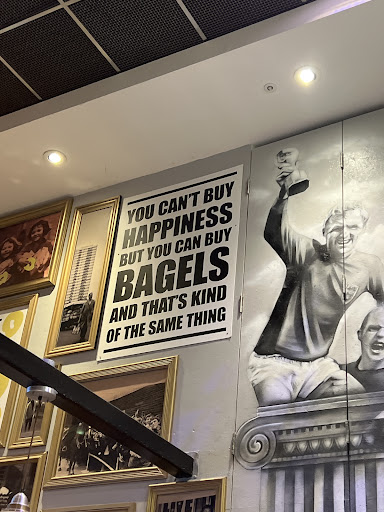 YOU CAN'T BUY
HAPPINESS
BUT YOU CAN BUY
BAGELS
AND THAT'S KIND
OF THE SAME THING